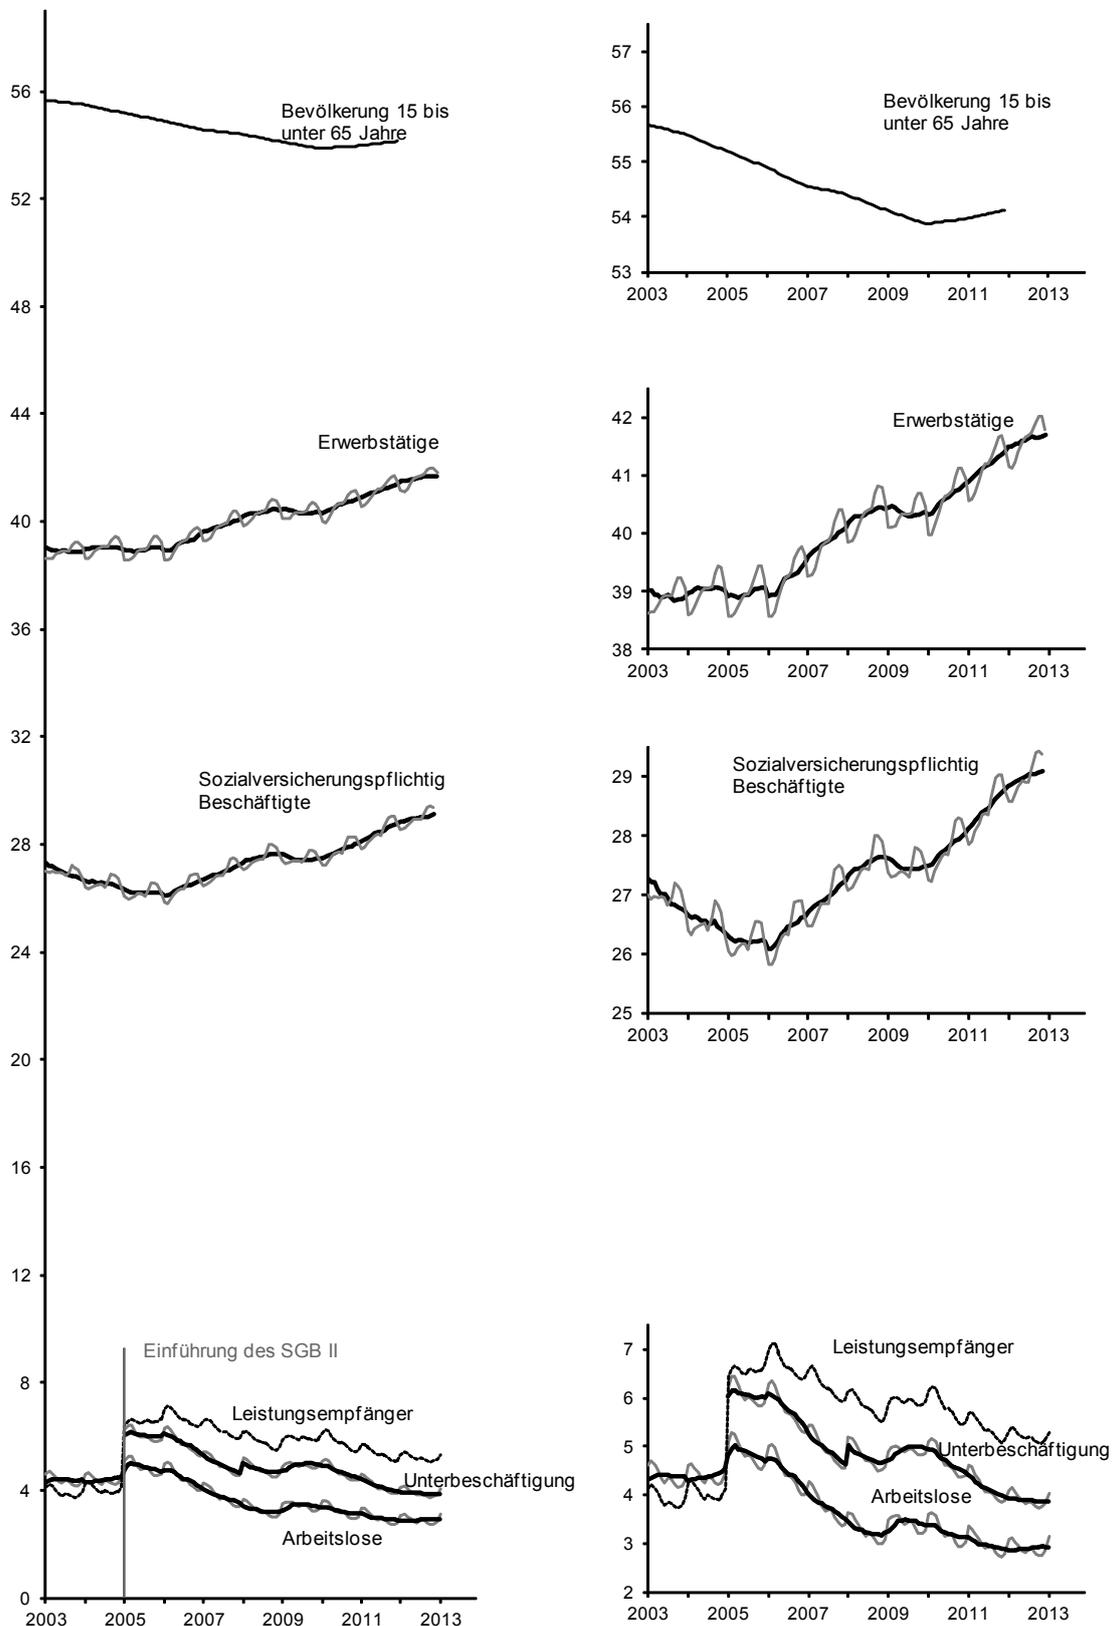 56
52
48
44
40
36
32
28
24
20
16
12
8
4
0
Bevölkerung 15 bis
unter 65 Jahre
Erwerbstätige
Sozialversicherungspflichtig
Beschäftigte
Einführung des SGB II
Leistungsempfänger
Unterbeschäftigung
Arbeitslose
2003 2005 2007 2009 2011 2013
57
56
55
54
53
Bevölkerung 15 bis
unter 65 Jahre
2003 2005 2007 2009 2011 2013
42
41
40
39
38
Erwerbstätige
2003 2005 2007 2009 2011 2013
29
28
27
26
25
Sozialversicherungspflichtig
Beschäftigte
2003 2005 2007 2009 2011 2013
7
6
5
4
3
2
Leistungsempfänger
Unterbeschäftigung
Arbeitslose
2003 2005 2007 2009 2011 2013